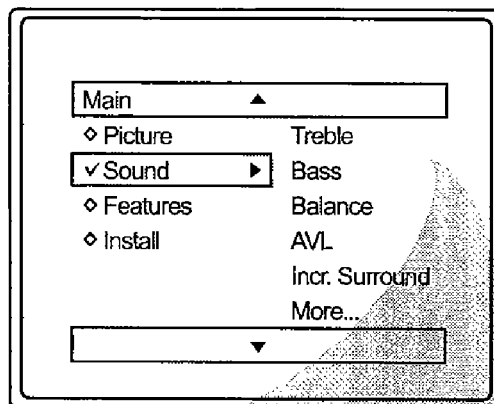 Main ▲
◇ Picture Treble
✓ Sound ▶ Bass
◇ Features Balance
◇ Install AVL
Incr. Surround
More...
▼